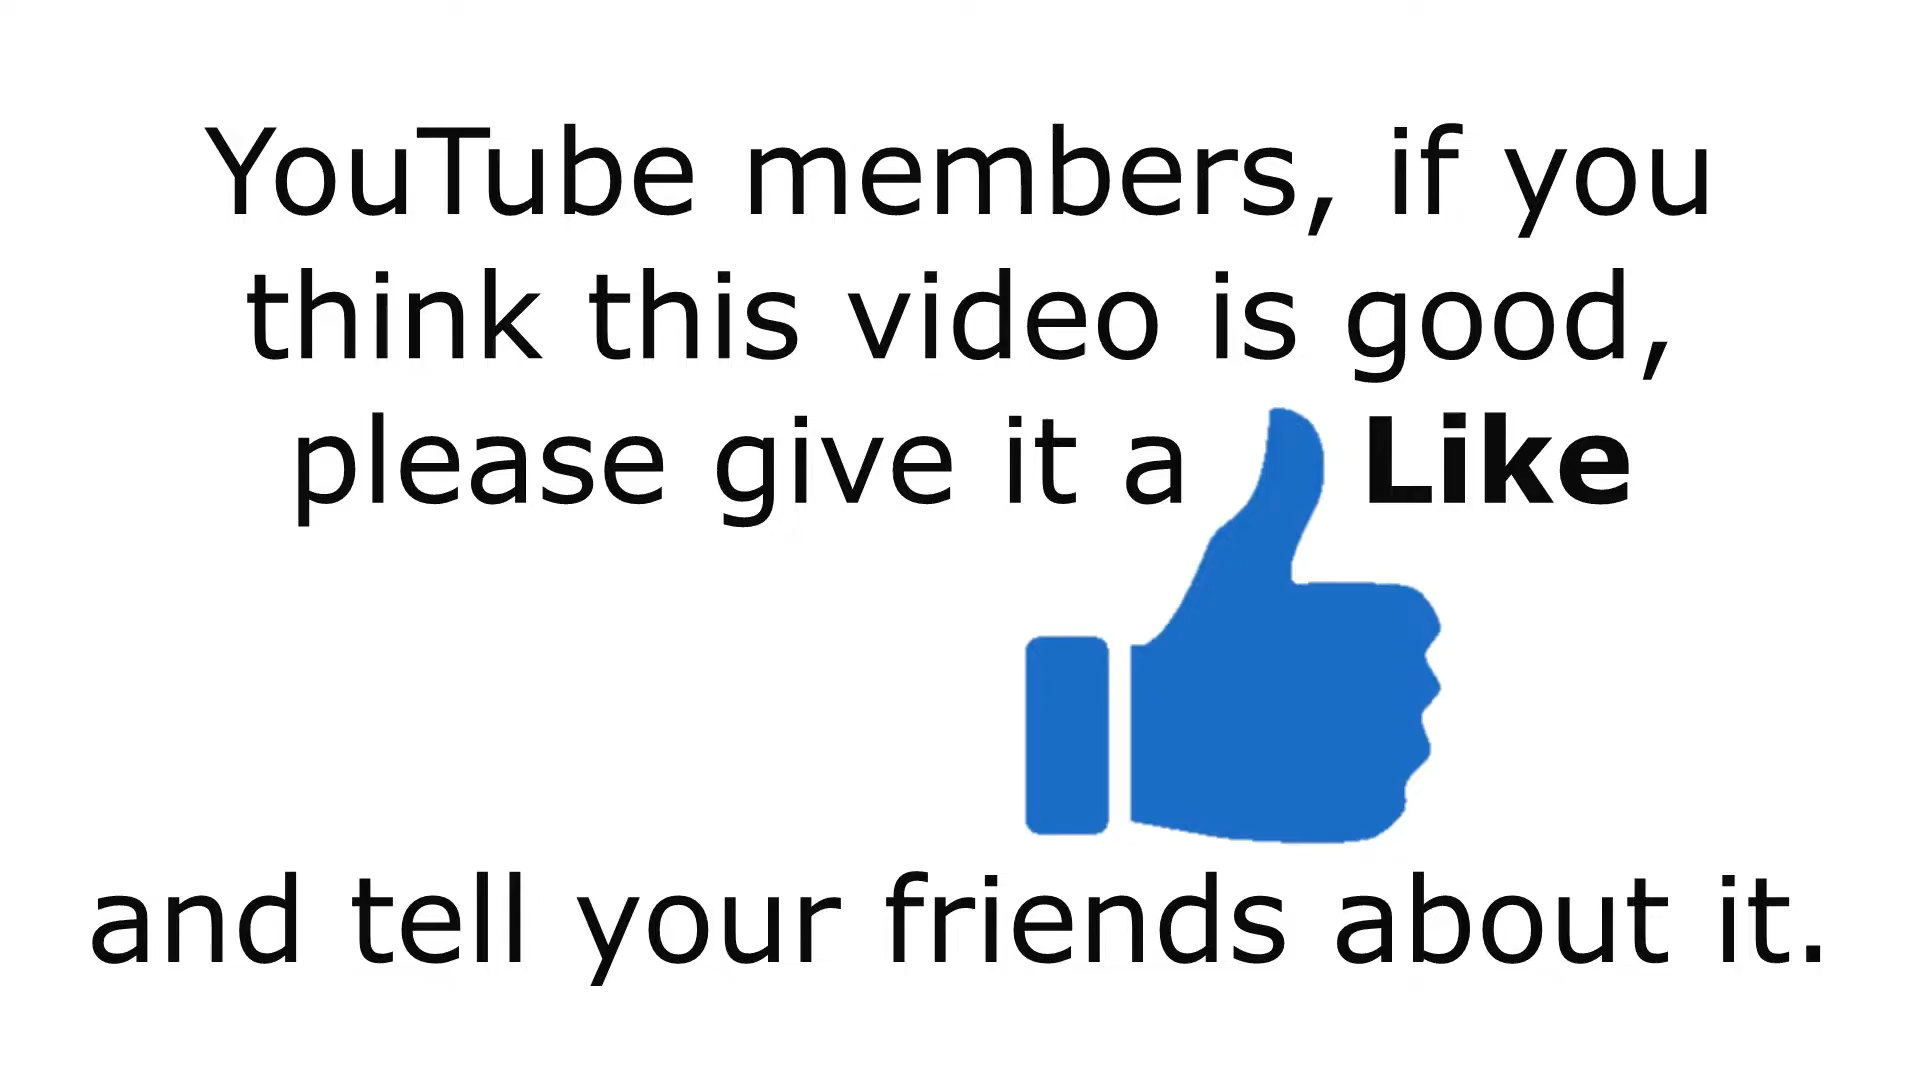 YouTube members, if you
think this video is good,
please give it a Like
and tell your friends about it.